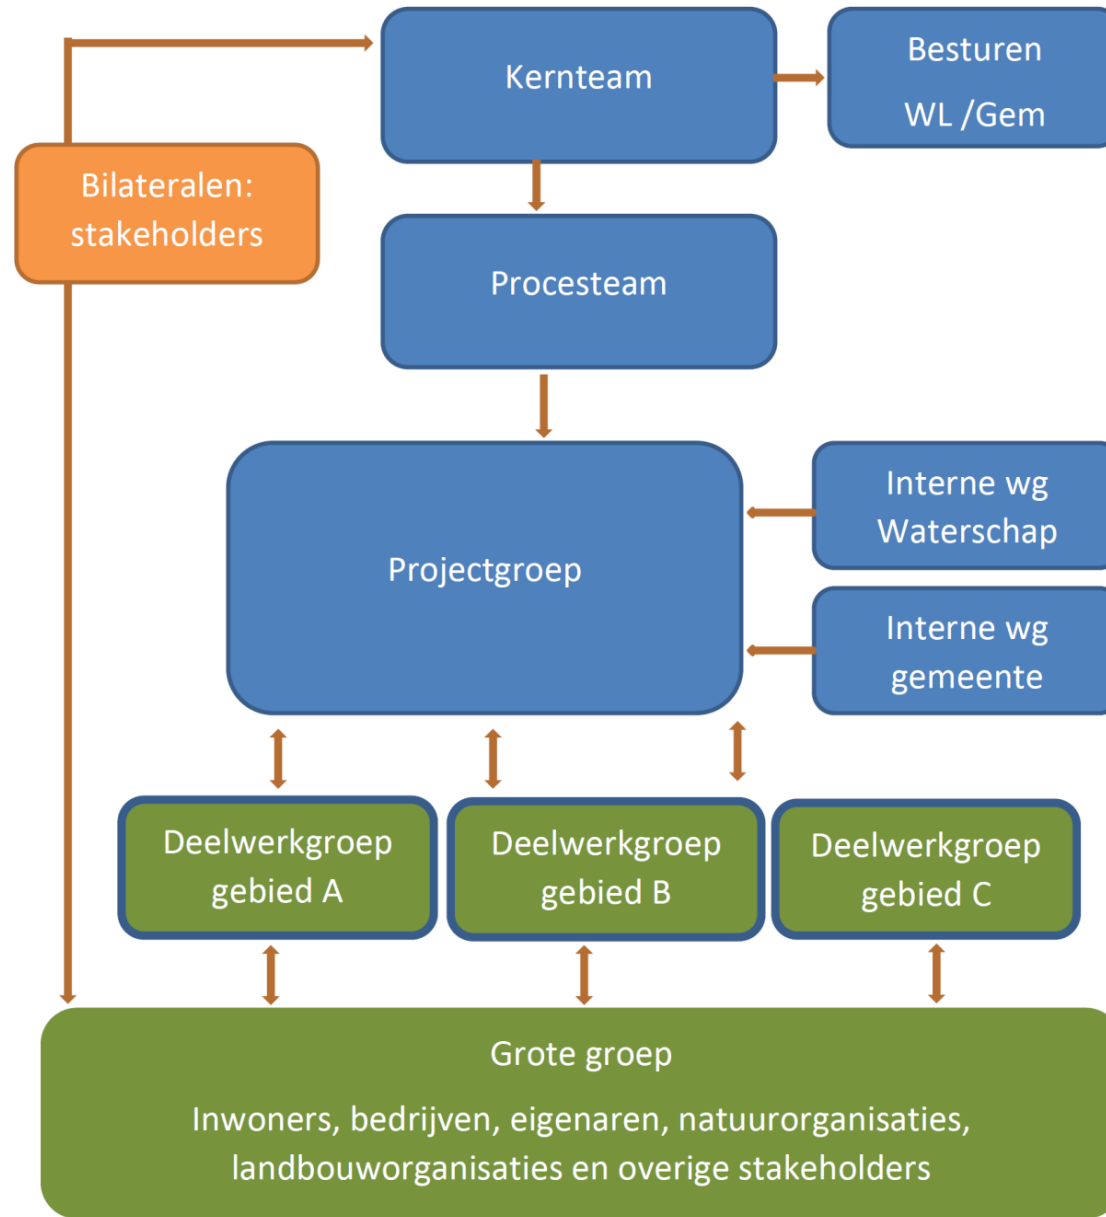 Kernteam
Besturen
WL /Gem
Bilateralen:
stakeholders
Procesteam
Projectgroep
Interne wg
Waterschap
Interne wg
gemeente
Deelwerkgroep
gebied A
Deelwerkgroep
gebied B
Deelwerkgroep
gebied C
Grote groep
Inwoners, bedrijven, eigenaren, natuurorganisaties,
landbouworganisaties en overige stakeholders